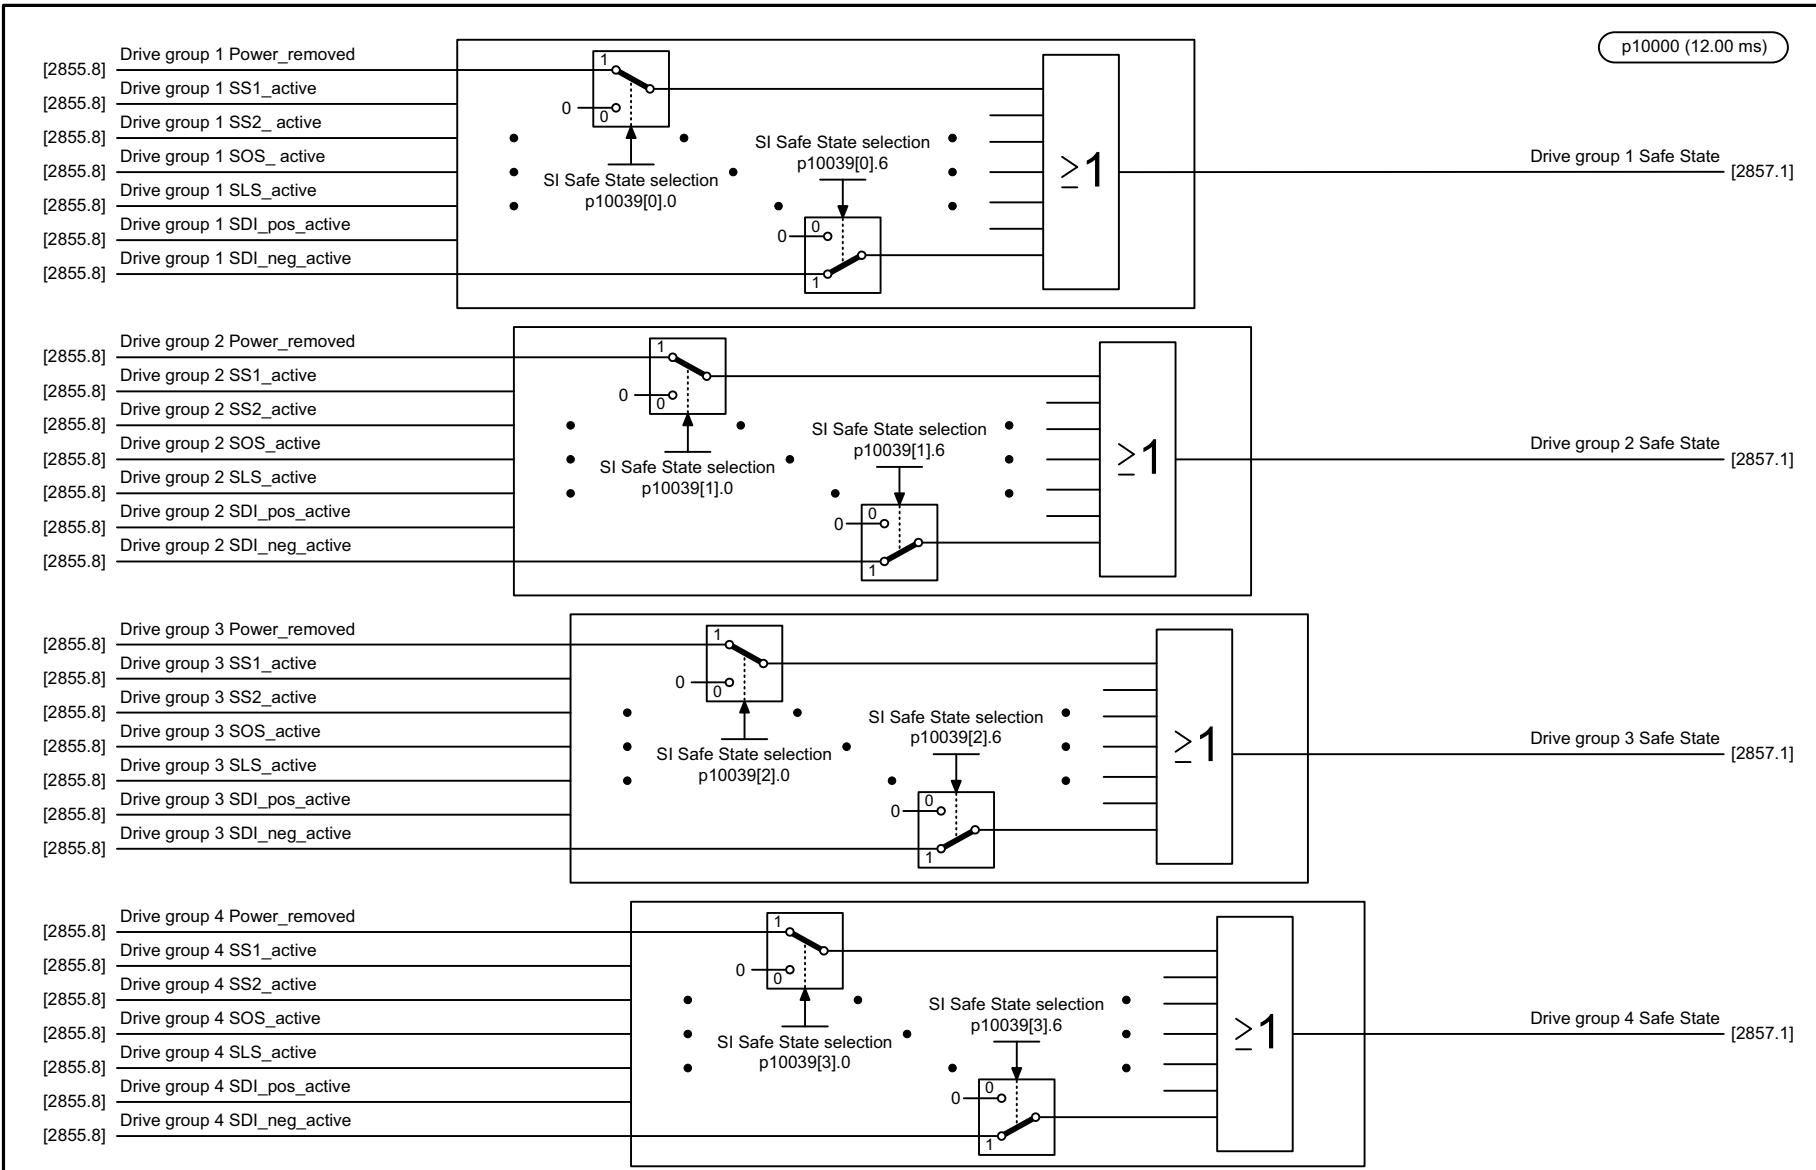 p10000 (12.00 ms)
Drive group 1 Power_removed
[2855.8]
Drive group 1 SS1_active
[2855.8]
Drive group 1 SS2_ active
[2855.8]
Drive group 1 SOS_ active
[2855.8]
Drive group 1 SLS_active
[2855.8]
Drive group 1 SDI_pos_active
[2855.8]
Drive group 1 SDI_neg_active
[2855.8]
1
0
0
SI Safe State selection
p10039[0].0
SI Safe State selection
p10039[0].6
0
0
1
≥1
Drive group 1 Safe State
[2857.1]
Drive group 2 Power_removed
[2855.8]
Drive group 2 SS1_active
[2855.8]
Drive group 2 SS2_active
[2855.8]
Drive group 2 SOS_active
[2855.8]
Drive group 2 SLS_active
[2855.8]
Drive group 2 SDI_pos_active
[2855.8]
Drive group 2 SDI_neg_active
[2855.8]
1
0
0
SI Safe State selection
p10039[1].0
SI Safe State selection
p10039[1].6
0
0
1
≥1
Drive group 2 Safe State
[2857.1]
Drive group 3 Power_removed
[2855.8]
Drive group 3 SS1_active
[2855.8]
Drive group 3 SS2_active
[2855.8]
Drive group 3 SOS_active
[2855.8]
Drive group 3 SLS_active
[2855.8]
Drive group 3 SDI_pos_active
[2855.8]
Drive group 3 SDI_neg_active
[2855.8]
1
0
0
SI Safe State selection
p10039[2].0
SI Safe State selection
p10039[2].6
0
0
1
≥1
Drive group 3 Safe State
[2857.1]
Drive group 4 Power_removed
[2855.8]
Drive group 4 SS1_active
[2855.8]
Drive group 4 SS2_active
[2855.8]
Drive group 4 SOS_active
[2855.8]
Drive group 4 SLS_active
[2855.8]
Drive group 4 SDI_pos_active
[2855.8]
Drive group 4 SDI_neg_active
[2855.8]
1
0
0
SI Safe State selection
p10039[3].0
SI Safe State selection
p10039[3].6
0
0
1
≥1
Drive group 4 Safe State
[2857.1]